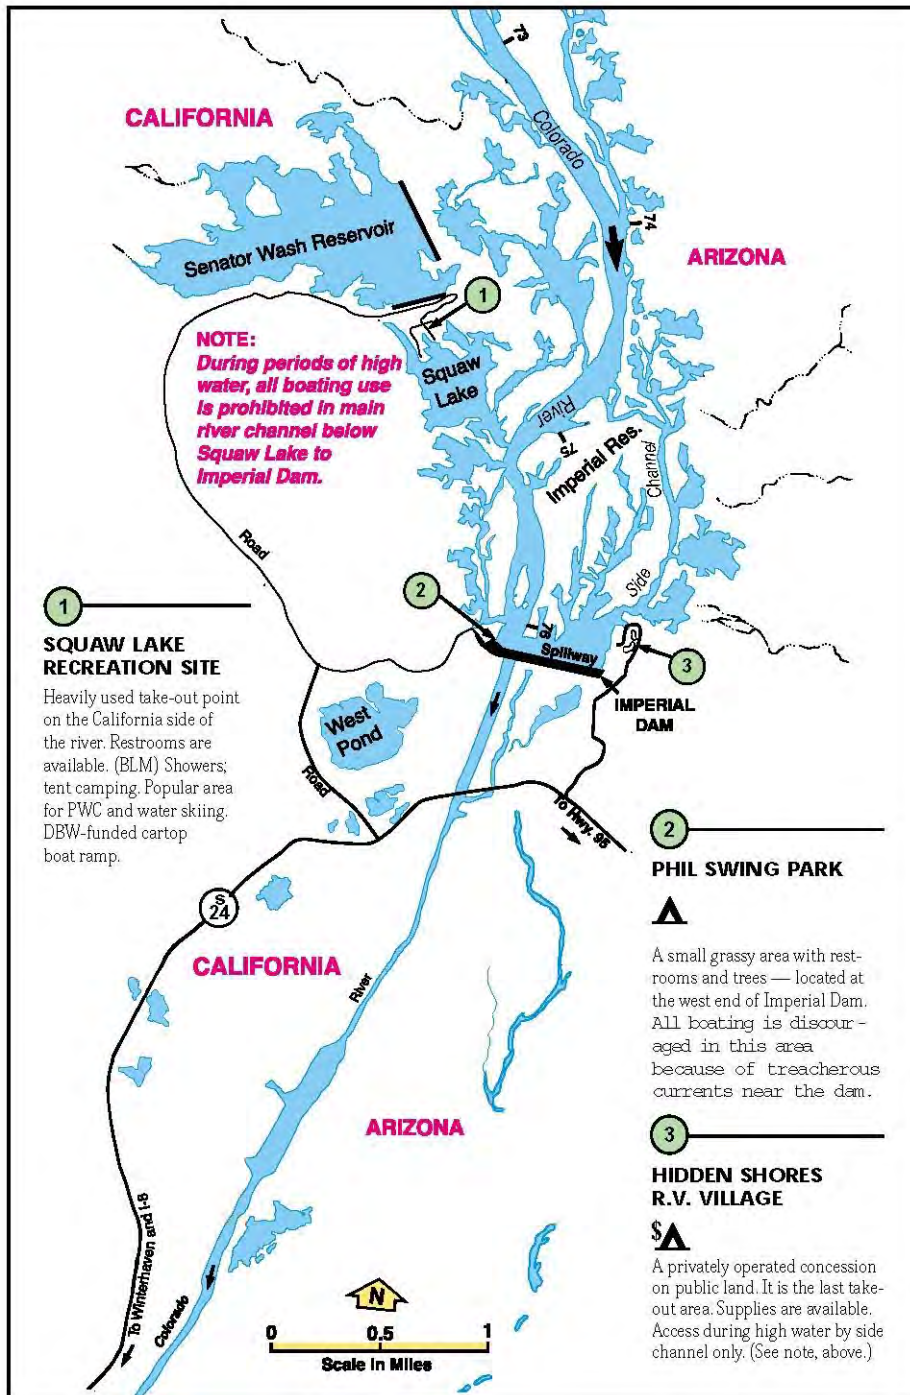 73
CALIFORNIA
Colorado
74
Senator Wash Reservoir
ARIZONA
1
NOTE:
During periods of high
water, all boating use
is prohibited in main
river channel below
Squaw Lake to
Imperial Dam.
Squaw
Lake
River
75
Imperial Res.
Channel
Road
Side
2
76
Spillway
3
IMPERIAL
DAM
1
SQUAW LAKE
RECREATION SITE
Heavily used take-out point
on the California side of
the river. Restrooms are
available. (BLM) Showers;
tent camping. Popular area
for PWC and water skiing.
DBW-funded cartop
boat ramp.
West
Pond
Road
To Hwy. 95
S
24
CALIFORNIA
River
2
PHIL SWING PARK
A small grassy area with rest-
rooms and trees — located at
the west end of Imperial Dam.
All boating is discour-
aged in this area
because of treacherous
currents near the dam.
ARIZONA
3
HIDDEN SHORES
R.V. VILLAGE
$
A privately operated concession
on public land. It is the last take-
out area. Supplies are available.
Access during high water by side
channel only. (See note, above.)
To Winterhaven and I-8
Colorado
N
0 0.5 1
Scale in Miles